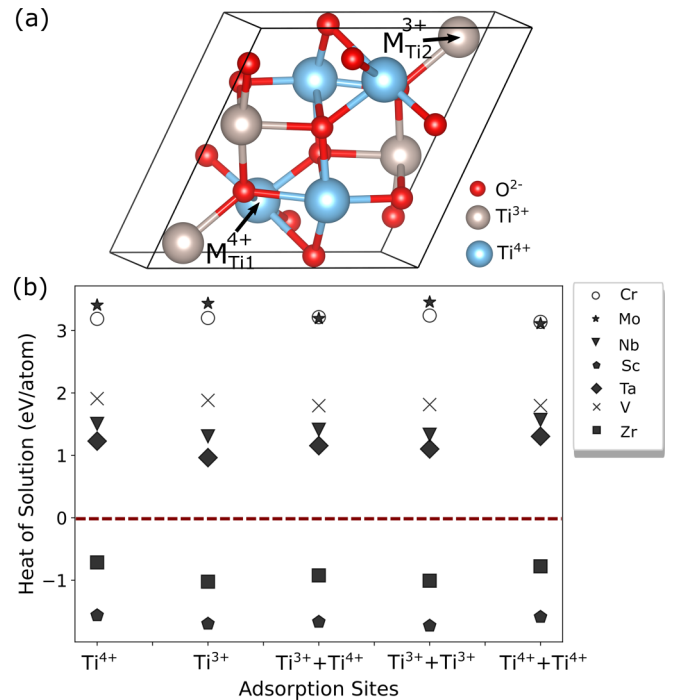 (a)
M³⁺Ti2
O²⁻
Ti³⁺
Ti⁴⁺
M⁴⁺Ti1
(b)
Heat of Solution (eV/atom)
3
2
1
0
−1
Cr
Mo
Nb
Sc
Ta
V
Zr
Ti⁴⁺ Ti³⁺ Ti³⁺+Ti⁴⁺ Ti³⁺+Ti³⁺ Ti⁴⁺+Ti⁴⁺
Adsorption Sites